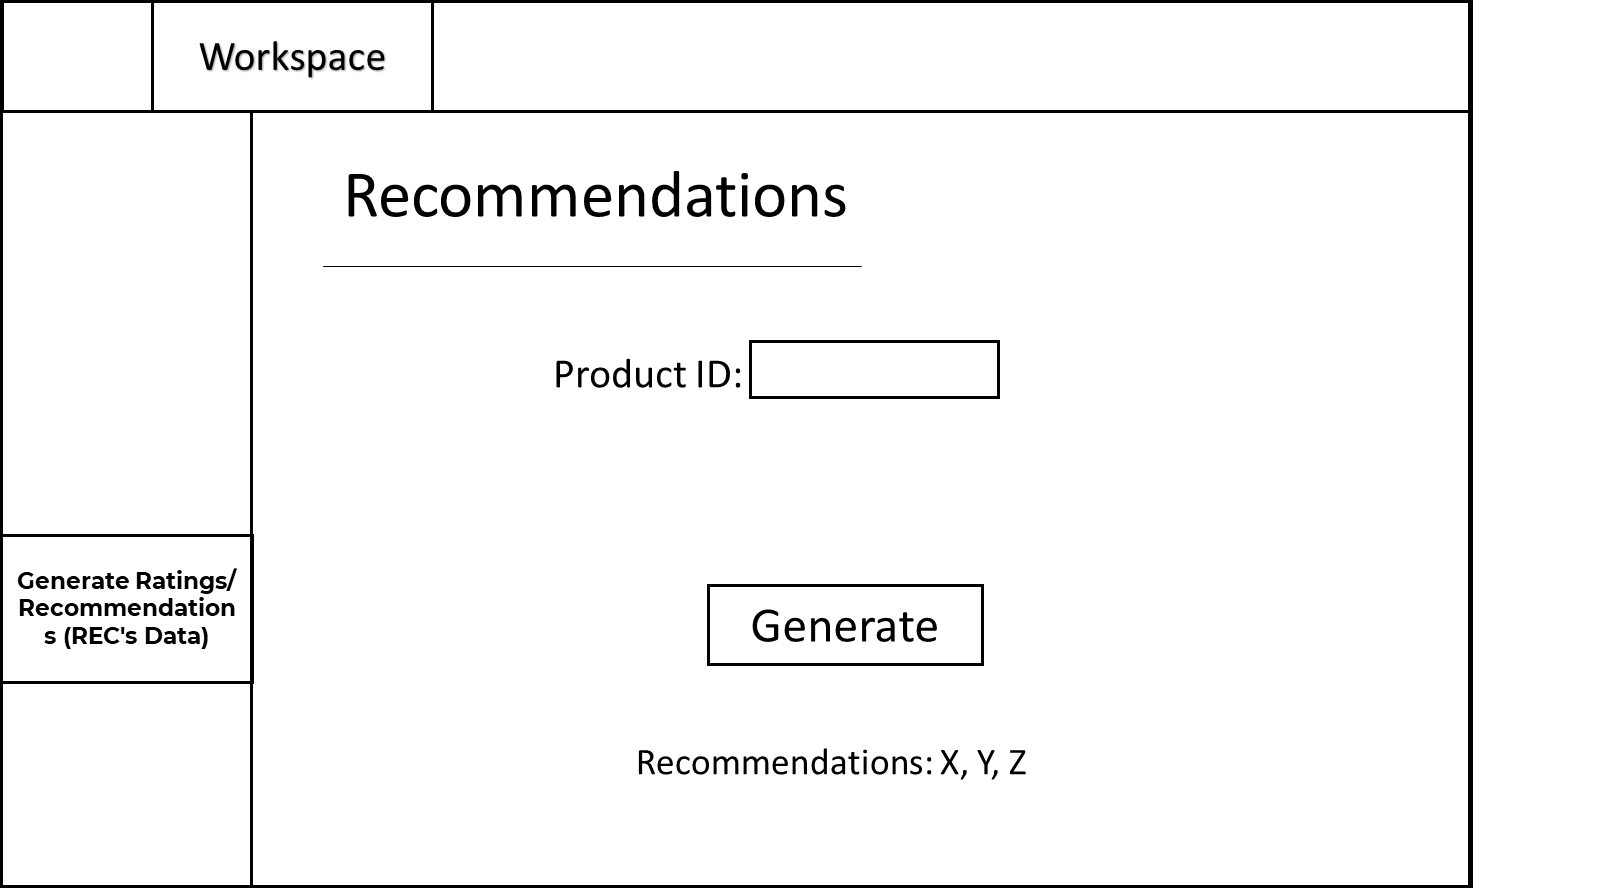 Workspace
Recommendations
Product ID:
Generate Ratings/
Recommendation
s (REC's Data)
Generate
Recommendations: X, Y, Z